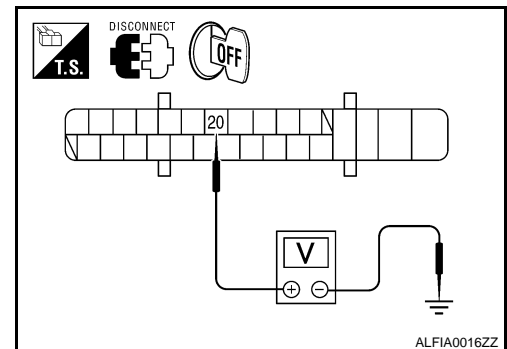 DISCONNECT
T.S.
OFF
20
V
+ −
ALFIA0016ZZ